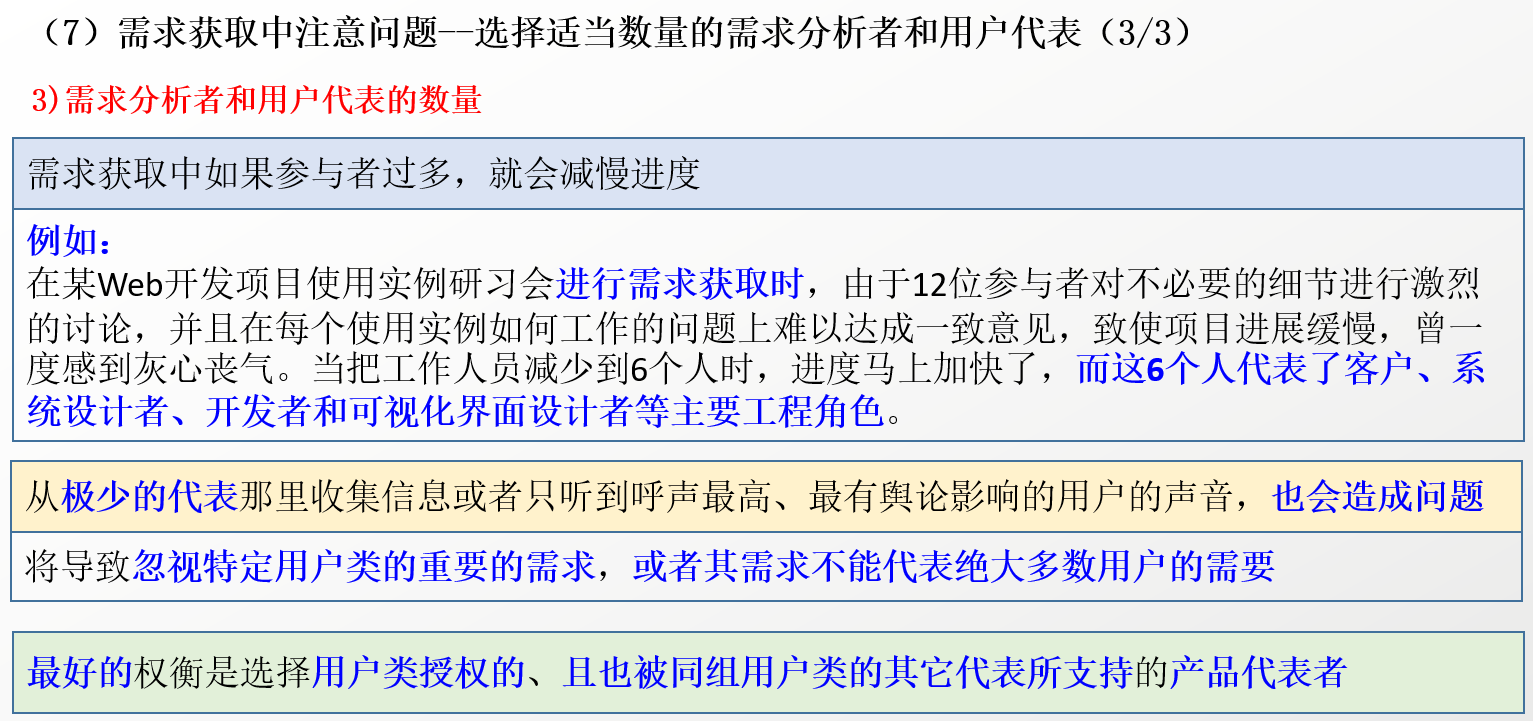 （7）需求获取中注意问题--选择适当数量的需求分析者和用户代表（3/3）
3)需求分析者和用户代表的数量
需求获取中如果参与者过多，就会减慢进度
例如：
在某Web开发项目使用实例研习会进行需求获取时，由于12位参与者对不必要的细节进行激烈
的讨论，并且在每个使用实例如何工作的问题上难以达成一致意见，致使项目进展缓慢，曾一
度感到灰心丧气。当把工作人员减少到6个人时，进度马上加快了，而这6个人代表了客户、系
统设计者、开发者和可视化界面设计者等主要工程角色。
从极少的代表那里收集信息或者只听到呼声最高、最有舆论影响的用户的声音，也会造成问题
将导致忽视特定用户类的重要的需求，或者其需求不能代表绝大多数用户的需要
最好的权衡是选择用户类授权的、且也被同组用户类的其它代表所支持的产品代表者